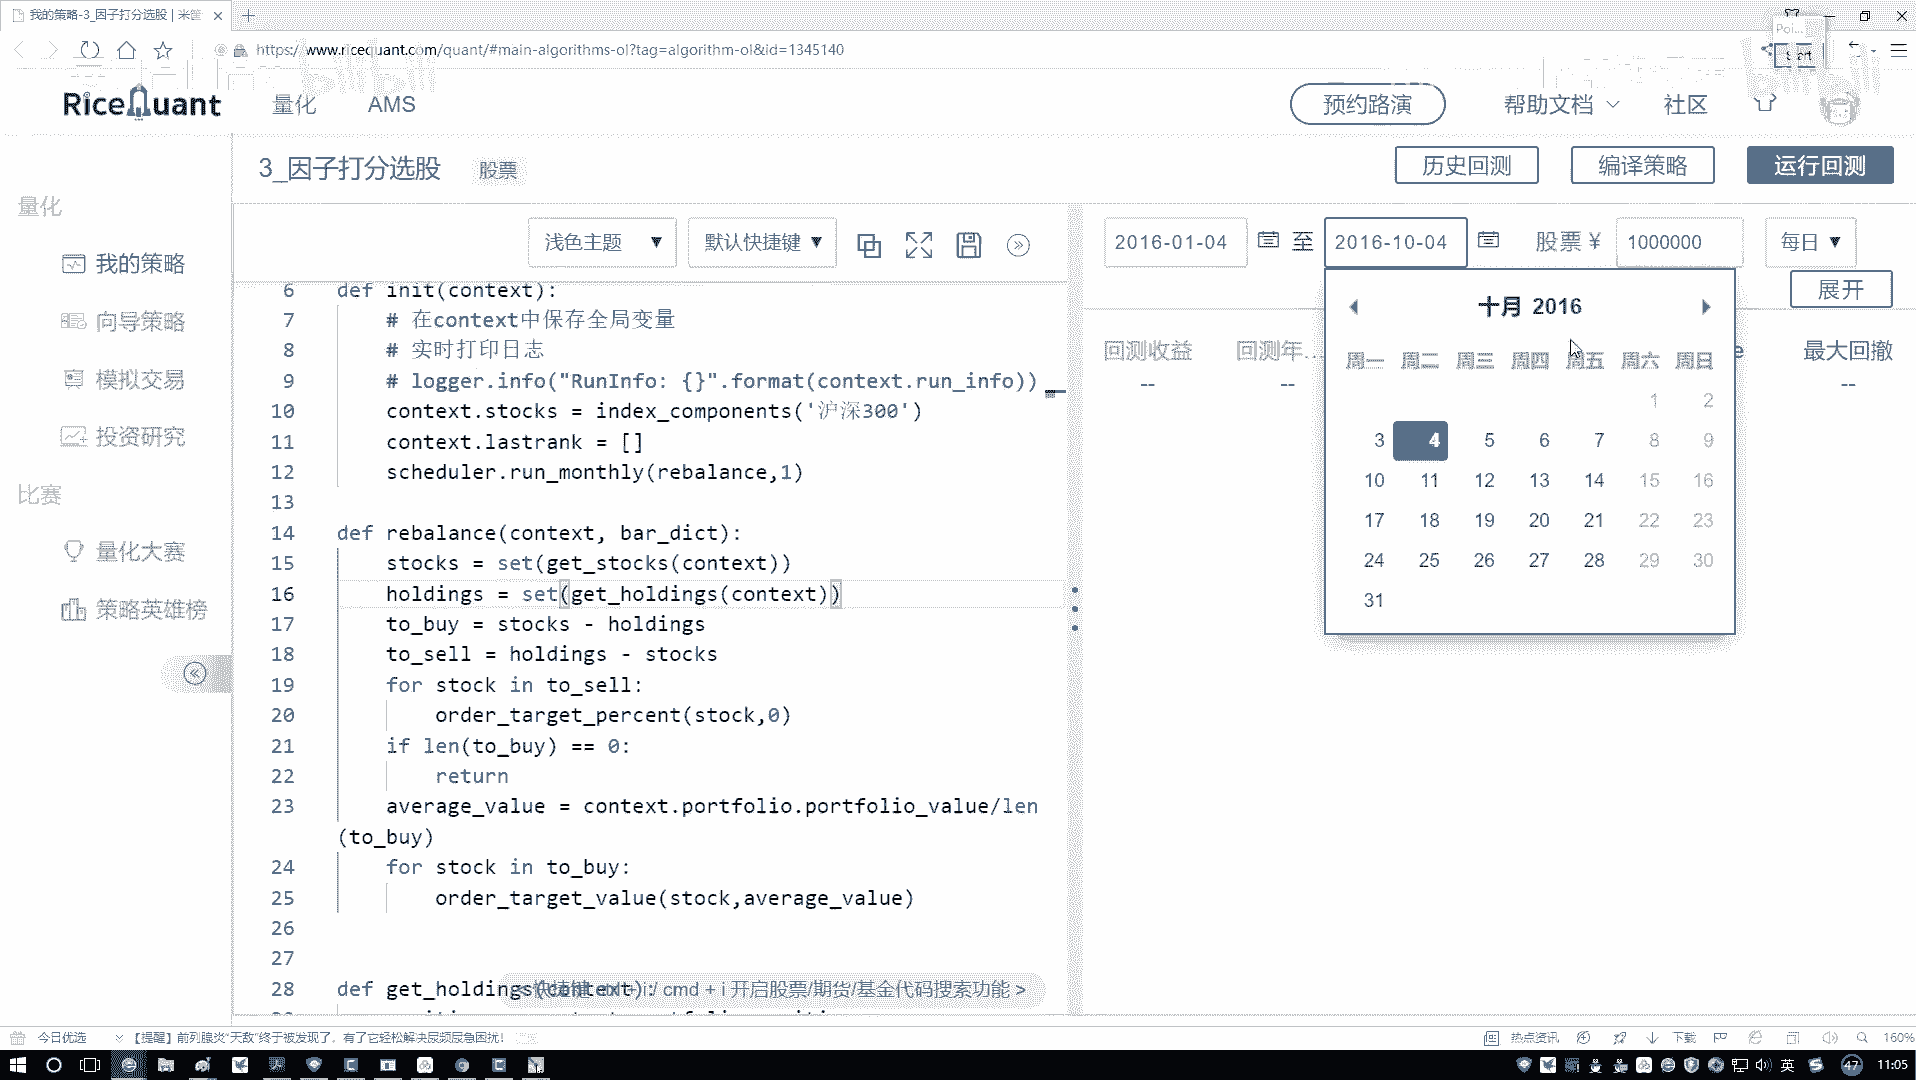 我的策略-3_因子打分选股 | 米筐
Poi...
https://www.ricequant.com/quant/#main-algorithms-ol?tag=algorithm-ol&id=1345140
bilibili
bilibili
RiceQuant
量化
AMS
预约路演
帮助文档
社区
3_因子打分选股
股票
历史回测
编译策略
运行回测
量化
我的策略
向导策略
模拟交易
投资研究
比赛
量化大赛
策略英雄榜
浅色主题 ▼
默认快捷键 ▼
6 def init(context):
7 # 在context中保存全局变量
8 # 实时打印日志
9 # logger.info("RunInfo: {}".format(context.run_info))
10 context.stocks = index_components('沪深300')
11 context.lastrank = []
12 scheduler.run_monthly(rebalance,1)
13
14 def rebalance(context, bar_dict):
15 stocks = set(get_stocks(context))
16 holdings = set(get_holdings(context))
17 to_buy = stocks - holdings
18 to_sell = holdings - stocks
19 for stock in to_sell:
20 order_target_percent(stock,0)
21 if len(to_buy) == 0:
22 return
23 average_value = context.portfolio.portfolio_value/len
(to_buy)
24 for stock in to_buy:
25 order_target_value(stock,average_value)
26
27
28 def get_holdings(context):
cmd + i 开启股票/期货/基金代码搜索功能 >
2016-01-04 至 2016-10-04 股票 ¥ 1000000 每日 ▼
展开
回测收益 回测年... 最大回撤
-- -- --
十月 2016
周一 周二 周三 周四 周五 周六 周日
1 2
3 4 5 6 7 8 9
10 11 12 13 14 15 16
17 18 19 20 21 22 23
24 25 26 27 28 29 30
31
今日优选
【提醒】前列腺炎“天敌”终于被发现了，有了它轻松解决尿频尿急困扰！
热点资讯
下载
160%
英
47
11:05